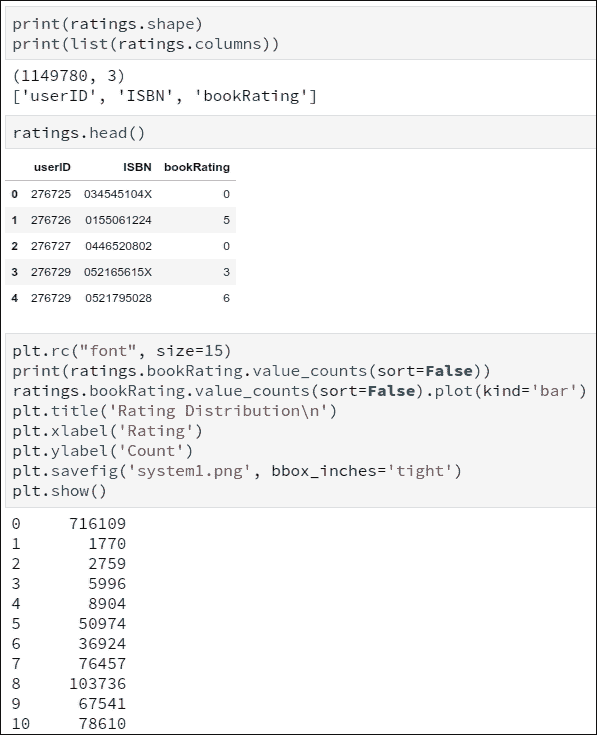 print(ratings.shape)
print(list(ratings.columns))
(1149780, 3)
['userID', 'ISBN', 'bookRating']
ratings.head()
userID ISBN bookRating
0 276725 034545104X 0
1 276726 0155061224 5
2 276727 0446520802 0
3 276729 052165615X 3
4 276729 0521795028 6
plt.rc("font", size=15)
print(ratings.bookRating.value_counts(sort=False))
ratings.bookRating.value_counts(sort=False).plot(kind='bar')
plt.title('Rating Distribution\n')
plt.xlabel('Rating')
plt.ylabel('Count')
plt.savefig('system1.png', bbox_inches='tight')
plt.show()
0 716109
1 1770
2 2759
3 5996
4 8904
5 50974
6 36924
7 76457
8 103736
9 67541
10 78610